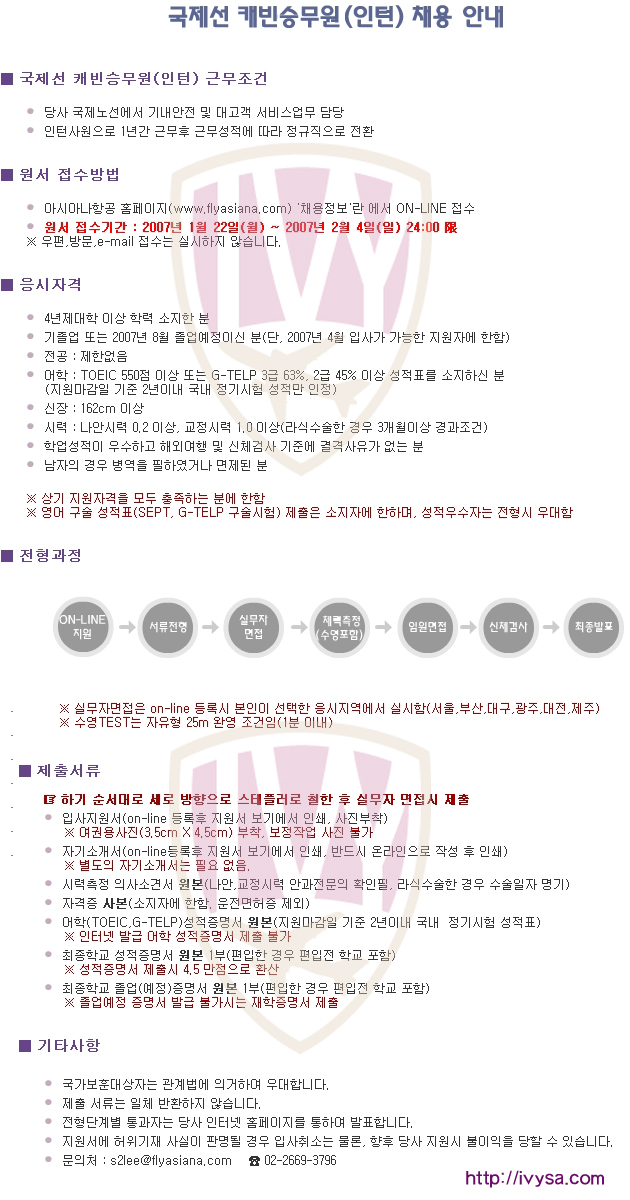 국제선 캐빈승무원(인턴) 채용 안내
■ 국제선 캐빈승무원(인턴) 근무조건
● 당사 국제노선에서 기내안전 및 대고객 서비스업무 담당
● 인턴사원으로 1년간 근무후 근무성적에 따라 정규직으로 전환
■ 원서 접수방법
● 아시아나항공 홈페이지(www.flyasiana.com) '채용정보'란 에서 ON-LINE 접수
● 원서 접수기간 : 2007년 1월 22일(월) ~ 2007년 2월 4일(일) 24:00 限
※ 우편,방문,e-mail 접수는 실시하지 않습니다.
■ 응시자격
● 4년제대학 이상 학력 소지한 분
● 기졸업 또는 2007년 8월 졸업예정이신 분(단, 2007년 4월 입사가 가능한 지원자에 한함)
● 전공 : 제한없음
● 어학 : TOEIC 550점 이상 또는 G-TELP 3급 63%, 2급 45% 이상 성적표를 소지하신 분
(지원마감일 기준 2년이내 국내 정기시험 성적만 인정)
● 신장 : 162cm 이상
● 시력 : 나안시력 0.2 이상, 교정시력 1.0 이상(라식수술한 경우 3개월이상 경과조건)
● 학업성적이 우수하고 해외여행 및 신체검사 기준에 결격사유가 없는 분
● 남자의 경우 병역을 필하였거나 면제된 분
※ 상기 지원자격을 모두 충족하는 분에 한함
※ 영어 구술 성적표(SEPT, G-TELP 구술시험) 제출은 소지자에 한하며, 성적우수자는 전형시 우대함
■ 전형과정
ON-LINE 지원 → 서류전형 → 실무자 면접 → 체력측정 (수영포함) → 임원면접 → 신체검사 → 최종발표
※ 실무자면접은 on-line 등록시 본인이 선택한 응시지역에서 실시함(서울,부산,대구,광주,대전,제주)
※ 수영TEST는 자유형 25m 완영 조건임(1분 이내)
■ 제출서류
☞ 하기 순서대로 세로 방향으로 스테플러로 철한 후 실무자 면접시 제출
● 입사지원서(on-line 등록후 지원서 보기에서 인쇄, 사진부착)
※ 여권용사진(3.5cm X 4.5cm) 부착, 보정작업 사진 불가
● 자기소개서(on-line등록후 지원서 보기에서 인쇄, 반드시 온라인으로 작성 후 인쇄)
※ 별도의 자기소개서는 필요 없음.
● 시력측정 의사소견서 원본(나안,교정시력 안과전문의 확인필, 라식수술한 경우 수술일자 명기)
● 자격증 사본(소지자에 한함, 운전면허증 제외)
● 어학(TOEIC,G-TELP)성적증명서 원본(지원마감일 기준 2년이내 국내 정기시험 성적표)
※ 인터넷 발급 어학 성적증명서 제출 불가
● 최종학교 성적증명서 원본 1부(편입한 경우 편입전 학교 포함)
※ 성적증명서 제출시 4.5 만점으로 환산
● 최종학교 졸업(예정)증명서 원본 1부(편입한 경우 편입전 학교 포함)
※ 졸업예정 증명서 발급 불가시는 재학증명서 제출
■ 기타사항
● 국가보훈대상자는 관계법에 의거하여 우대합니다.
● 제출 서류는 일체 반환하지 않습니다.
● 전형단계별 통과자는 당사 인터넷 홈페이지를 통하여 발표합니다.
● 지원서에 허위기재 사실이 판명될 경우 입사취소는 물론, 향후 당사 지원시 불이익을 당할 수 있습니다.
● 문의처 : s2lee@flyasiana.com ☎ 02-2669-3796
http://ivysa.com
IVY
IVY